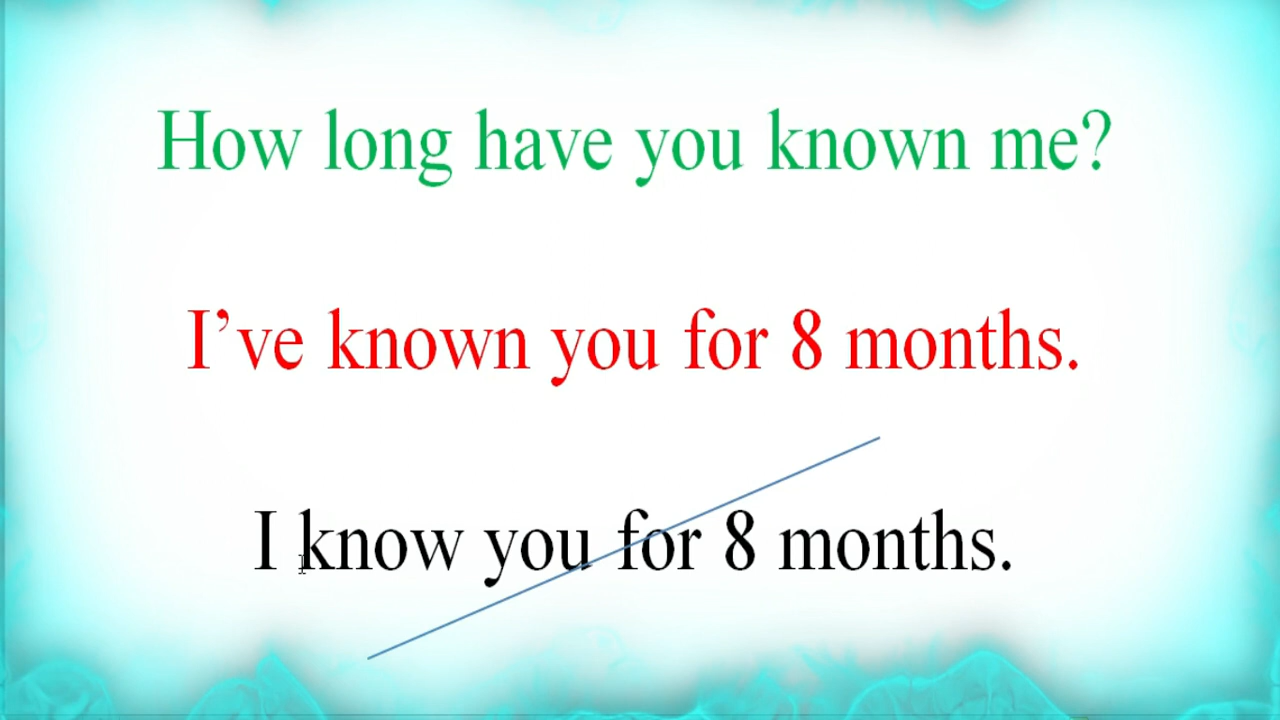 How long have you known me?
I’ve known you for 8 months.
I know you for 8 months.